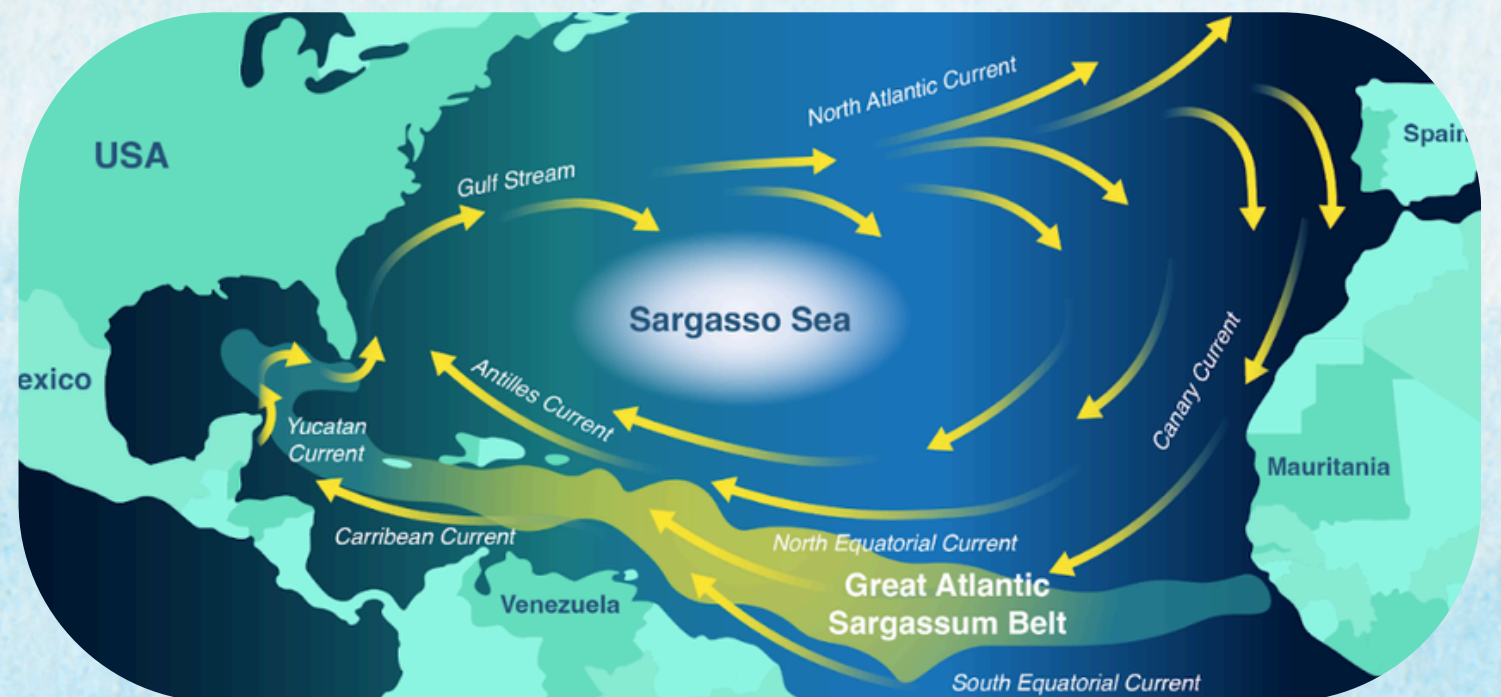 North Atlantic Current
USA
Spain
Gulf Stream
Sargasso Sea
exico
Antilles Current
Canary Current
Yucatan
Current
Mauritania
Carribean Current
North Equatorial Current
Great Atlantic
Sargassum Belt
Venezuela
South Equatorial Current